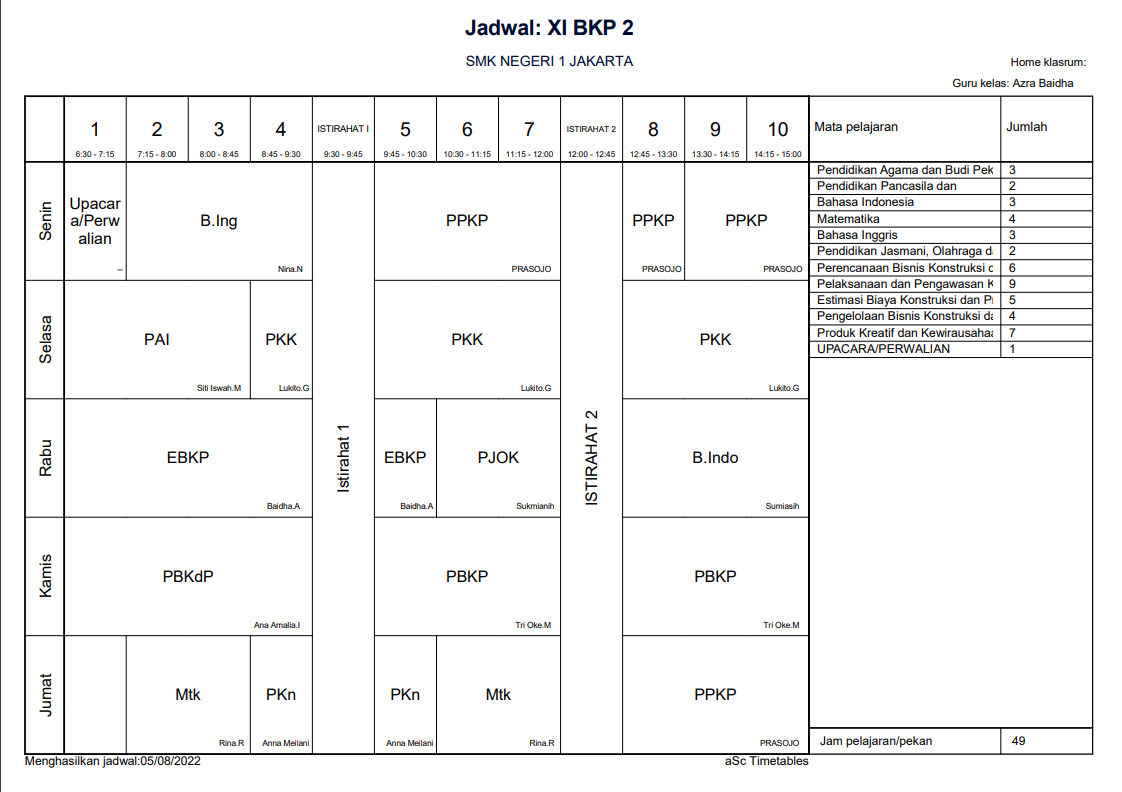 Jadwal: XI BKP 2
SMK NEGERI 1 JAKARTA
Home klasrum:
Guru kelas: Azra Baidha
1 2 3 4 ISTIRAHAT I 5 6 7 ISTIRAHAT 2 8 9 10 Mata pelajaran Jumlah
6:30 - 7:15 7:15 - 8:00 8:00 - 8:45 8:45 - 9:30 9:30 - 9:45 9:45 - 10:30 10:30 - 11:15 11:15 - 12:00 12:00 - 12:45 12:45 - 13:30 13:30 - 14:15 14:15 - 15:00
Senin
Upacar
a/Perw
alian
--
B.Ing
Nina.N
PPKP
PRASOJO
PPKP
PRASOJO
PPKP
PRASOJO
Selasa
PAI
Siti Iswah.M
PKK
Lukito.G
PKK
Lukito.G
PKK
Lukito.G
Rabu
EBKP
Baidha.A
Istirahat 1
EBKP
Baidha.A
PJOK
Sukmianih
ISTIRAHAT 2
B.Indo
Sumiasih
Kamis
PBKdP
Ana Amalia.I
PBKP
Tri Oke.M
PBKP
Tri Oke.M
Jumat
Mtk
Rina.R
PKn
Anna Meilani
PKn
Anna Meilani
Mtk
Rina.R
PPKP
PRASOJO
Pendidikan Agama dan Budi Pek 3
Pendidikan Pancasila dan 2
Bahasa Indonesia 3
Matematika 4
Bahasa Inggris 3
Pendidikan Jasmani, Olahraga d 2
Perencanaan Bisnis Konstruksi d 6
Pelaksanaan dan Pengawasan K 9
Estimasi Biaya Konstruksi dan P 5
Pengelolaan Bisnis Konstruksi da 4
Produk Kreatif dan Kewirausahaa 7
UPACARA/PERWALIAN 1
Jam pelajaran/pekan 49
Menghasilkan jadwal:05/08/2022
aSc Timetables